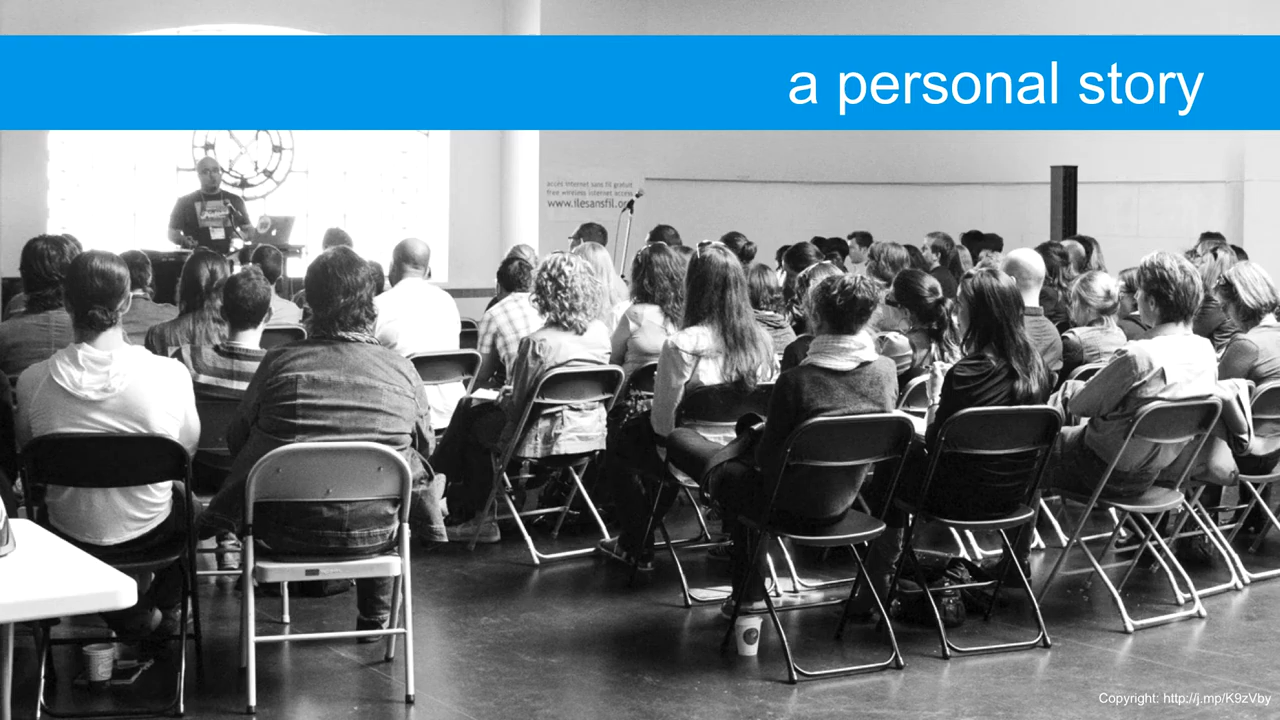 a personal story
accès internet sans fil gratuit
free wireless internet access
www.ilesansfil.org
Copyright: http://j.mp/K9zVby